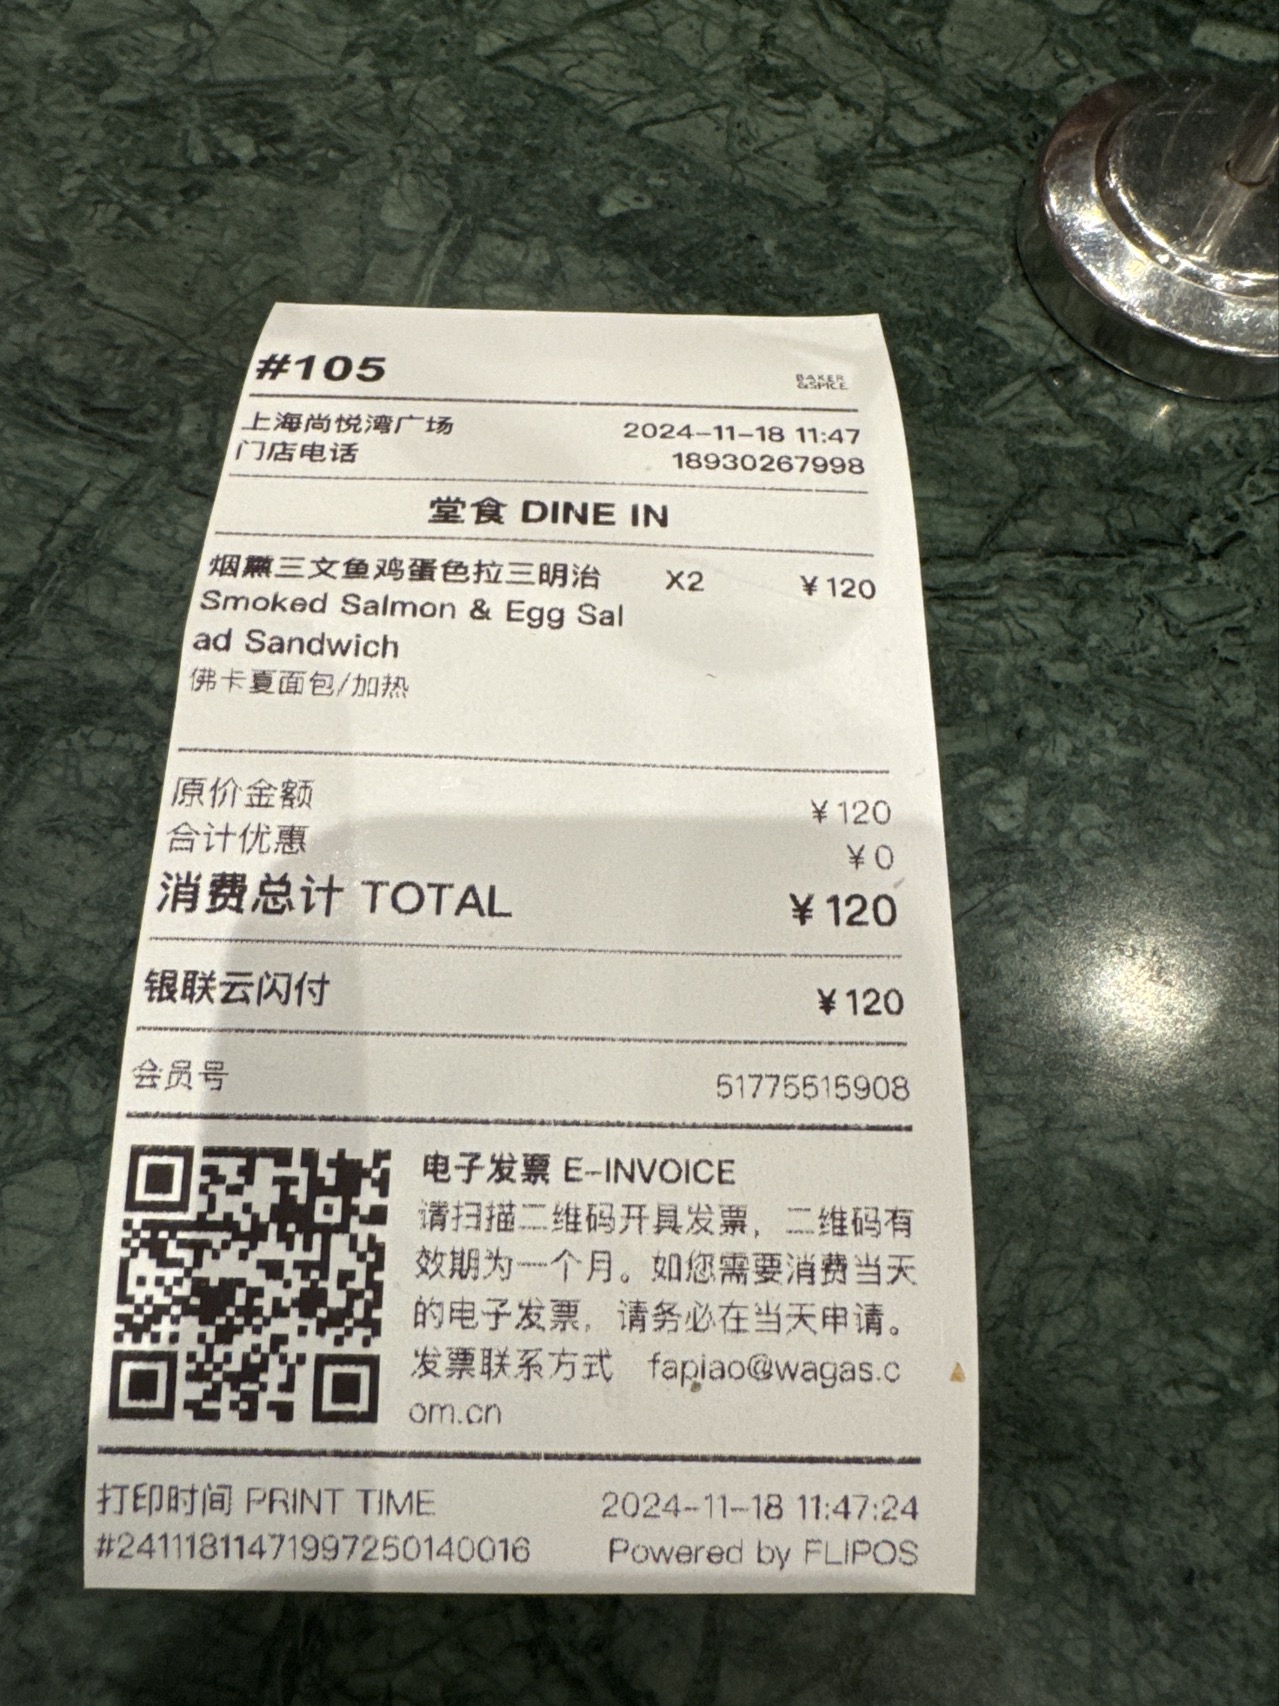 #105
BAKER
&SPICE
上海尚悦湾广场 2024-11-18 11:47
门店电话 18930267998
堂食 DINE IN
烟熏三文鱼鸡蛋色拉三明治 X2 ¥120
Smoked Salmon & Egg Sal
ad Sandwich
佛卡夏面包/加热
原价金额 ¥120
合计优惠 ¥0
消费总计 TOTAL ¥120
银联云闪付 ¥120
会员号 51775515908
电子发票 E-INVOICE
请扫描二维码开具发票，二维码有
效期为一个月。如您需要消费当天
的电子发票，请务必在当天申请。
发票联系方式 fapiao@wagas.c
om.cn
打印时间 PRINT TIME 2024-11-18 11:47:24
#2411181147199725014​0016 Powered by FLIPOS